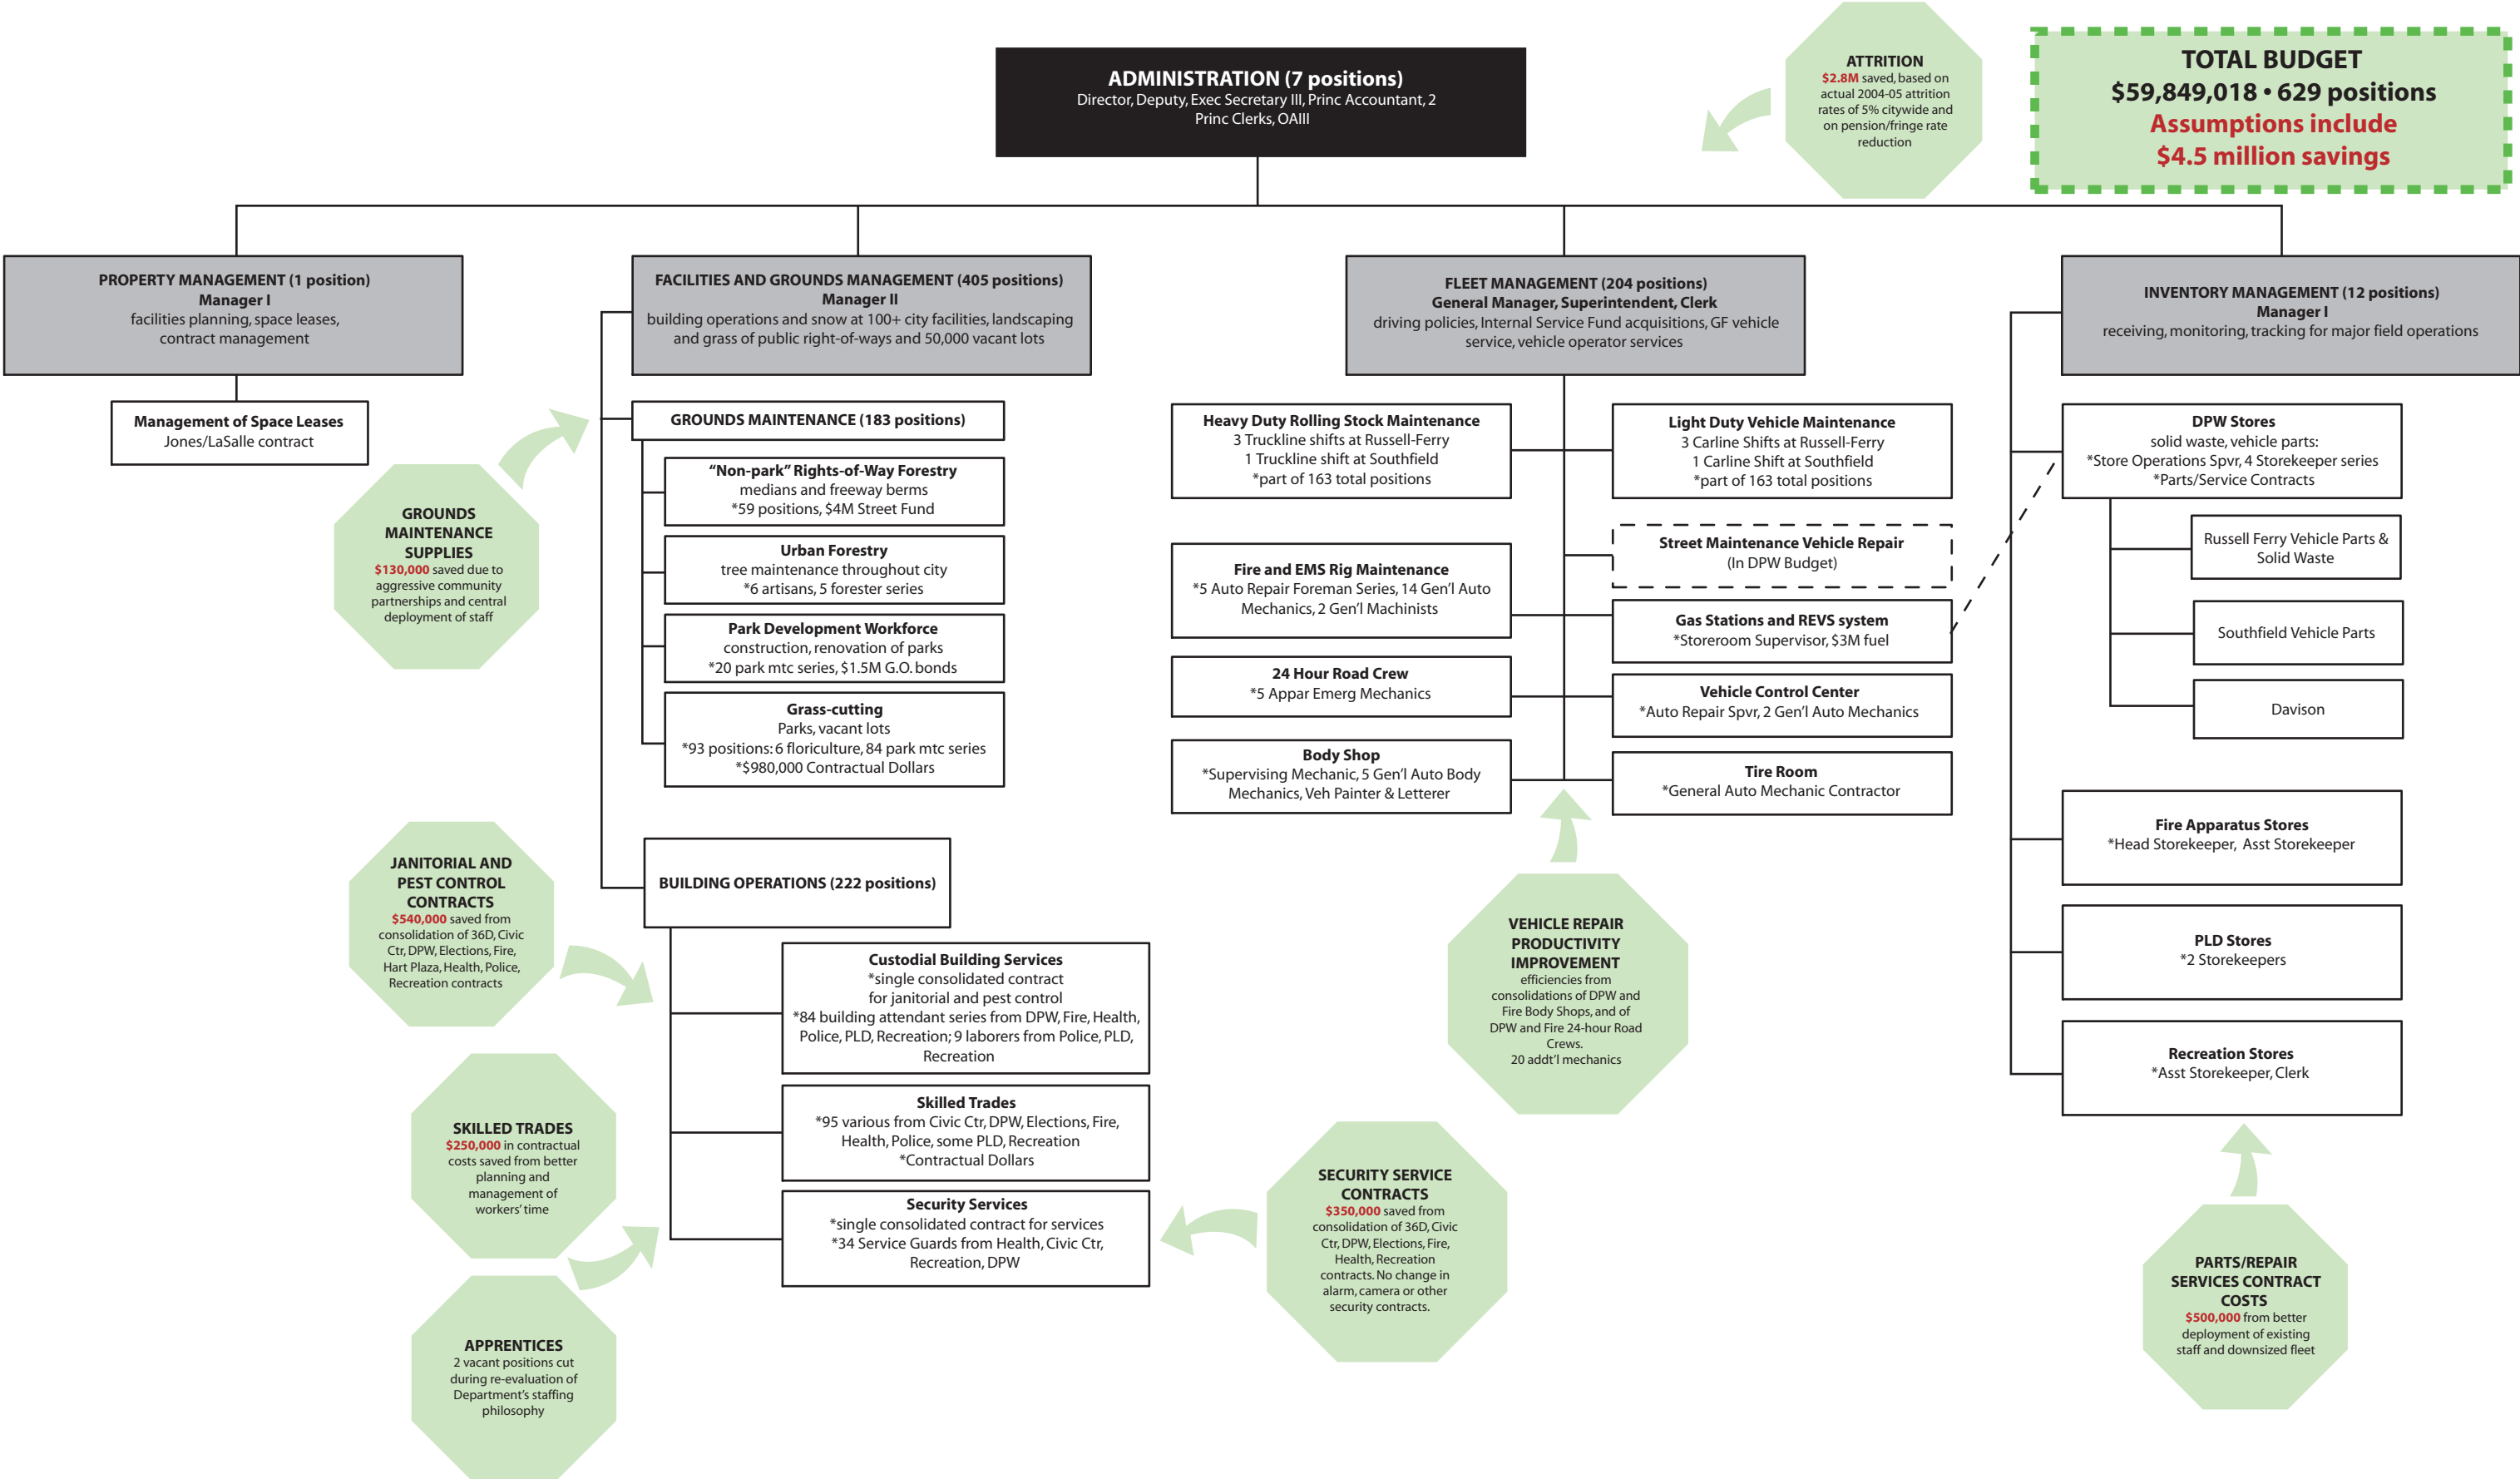 ADMINISTRATION (7 positions)
Director, Deputy, Exec Secretary III, Princ Accountant, 2
Princ Clerks, OAIII
ATTRITION
$2.8M saved, based on
actual 2004-05 attrition
rates of 5% citywide and
on pension/fringe rate
reduction
TOTAL BUDGET
$59,849,018 • 629 positions
Assumptions include
$4.5 million savings
PROPERTY MANAGEMENT (1 position)
Manager I
facilities planning, space leases,
contract management
Management of Space Leases
Jones/LaSalle contract
FACILITIES AND GROUNDS MANAGEMENT (405 positions)
Manager II
building operations and snow at 100+ city facilities, landscaping
and grass of public right-of-ways and 50,000 vacant lots
GROUNDS MAINTENANCE (183 positions)
“Non-park” Rights-of-Way Forestry
medians and freeway berms
*59 positions, $4M Street Fund
Urban Forestry
tree maintenance throughout city
*6 artisans, 5 forester series
Park Development Workforce
construction, renovation of parks
*20 park mtc series, $1.5M G.O. bonds
Grass-cutting
Parks, vacant lots
*93 positions: 6 floriculture, 84 park mtc series
*$980,000 Contractual Dollars
GROUNDS
MAINTENANCE
SUPPLIES
$130,000 saved due to
aggressive community
partnerships and central
deployment of staff
BUILDING OPERATIONS (222 positions)
Custodial Building Services
*single consolidated contract
for janitorial and pest control
*84 building attendant series from DPW, Fire, Health,
Police, PLD, Recreation; 9 laborers from Police, PLD,
Recreation
Skilled Trades
*95 various from Civic Ctr, DPW, Elections, Fire,
Health, Police, some PLD, Recreation
*Contractual Dollars
Security Services
*single consolidated contract for services
*34 Service Guards from Health, Civic Ctr,
Recreation, DPW
JANITORIAL AND
PEST CONTROL
CONTRACTS
$540,000 saved from
consolidation of 36D, Civic
Ctr, DPW, Elections, Fire,
Hart Plaza, Health, Police,
Recreation contracts
SKILLED TRADES
$250,000 in contractual
costs saved from better
planning and
management of
workers’ time
APPRENTICES
2 vacant positions cut
during re-evaluation of
Department’s staffing
philosophy
SECURITY SERVICE
CONTRACTS
$350,000 saved from
consolidation of 36D, Civic
Ctr, DPW, Elections, Fire,
Health, Recreation
contracts. No change in
alarm, camera or other
security contracts.
FLEET MANAGEMENT (204 positions)
General Manager, Superintendent, Clerk
driving policies, Internal Service Fund acquisitions, GF vehicle
service, vehicle operator services
Heavy Duty Rolling Stock Maintenance
3 Truckline shifts at Russell-Ferry
1 Truckline shift at Southfield
*part of 163 total positions
Light Duty Vehicle Maintenance
3 Carline Shifts at Russell-Ferry
1 Carline Shift at Southfield
*part of 163 total positions
Street Maintenance Vehicle Repair
(In DPW Budget)
Fire and EMS Rig Maintenance
*5 Auto Repair Foreman Series, 14 Gen’l Auto
Mechanics, 2 Gen’l Machinists
Gas Stations and REVS system
*Storeroom Supervisor, $3M fuel
24 Hour Road Crew
*5 Appar Emerg Mechanics
Vehicle Control Center
*Auto Repair Spvr, 2 Gen’l Auto Mechanics
Body Shop
*Supervising Mechanic, 5 Gen’l Auto Body
Mechanics, Veh Painter & Letterer
Tire Room
*General Auto Mechanic Contractor
VEHICLE REPAIR
PRODUCTIVITY
IMPROVEMENT
efficiencies from
consolidations of DPW and
Fire Body Shops, and of
DPW and Fire 24-hour Road
Crews.
20 addt’l mechanics
INVENTORY MANAGEMENT (12 positions)
Manager I
receiving, monitoring, tracking for major field operations
DPW Stores
solid waste, vehicle parts:
*Store Operations Spvr, 4 Storekeeper series
*Parts/Service Contracts
Russell Ferry Vehicle Parts &
Solid Waste
Southfield Vehicle Parts
Davison
Fire Apparatus Stores
*Head Storekeeper, Asst Storekeeper
PLD Stores
*2 Storekeepers
Recreation Stores
*Asst Storekeeper, Clerk
PARTS/REPAIR
SERVICES CONTRACT
COSTS
$500,000 from better
deployment of existing
staff and downsized fleet